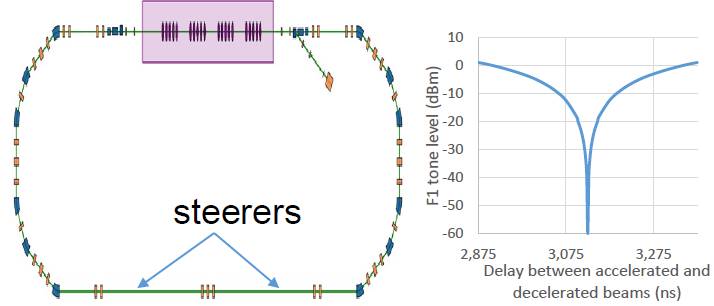 steerers
F1 tone level (dBm)
10
0
-10
-20
-30
-40
-50
-60
2,875
3,075
3,275
Delay between accelerated and
decelerated beams (ns)